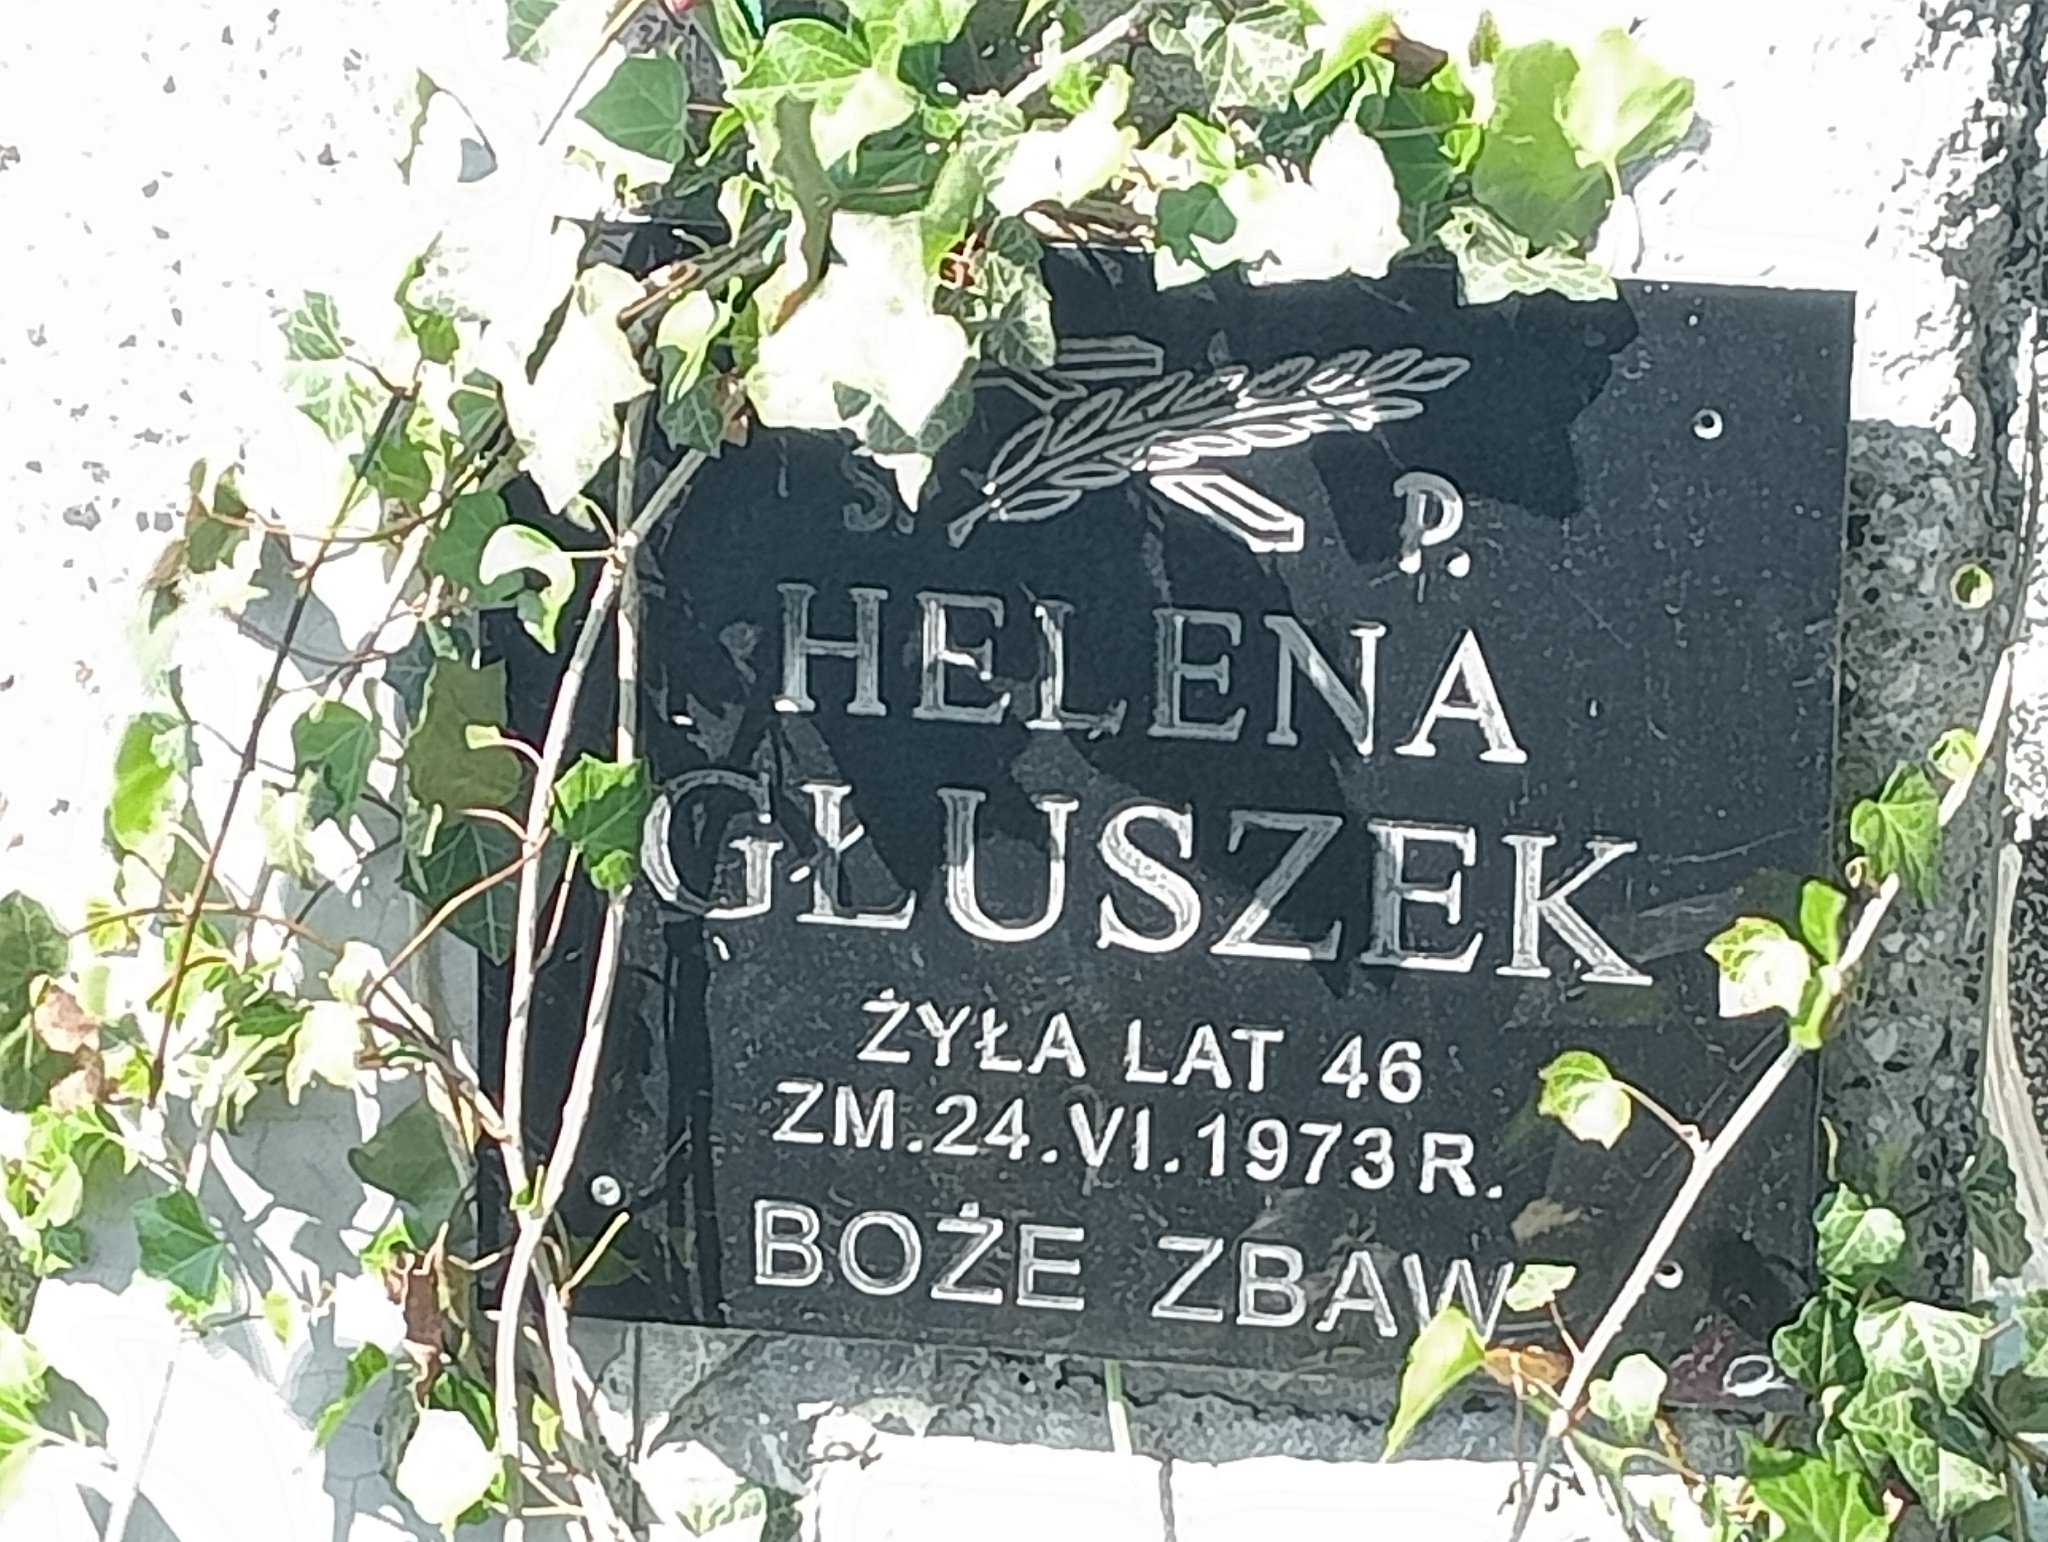 Ś. P.
HELENA
GŁUSZEK
ŻYŁA LAT 46
ZM. 24. VI. 1973 R.
BOŻE ZBAW